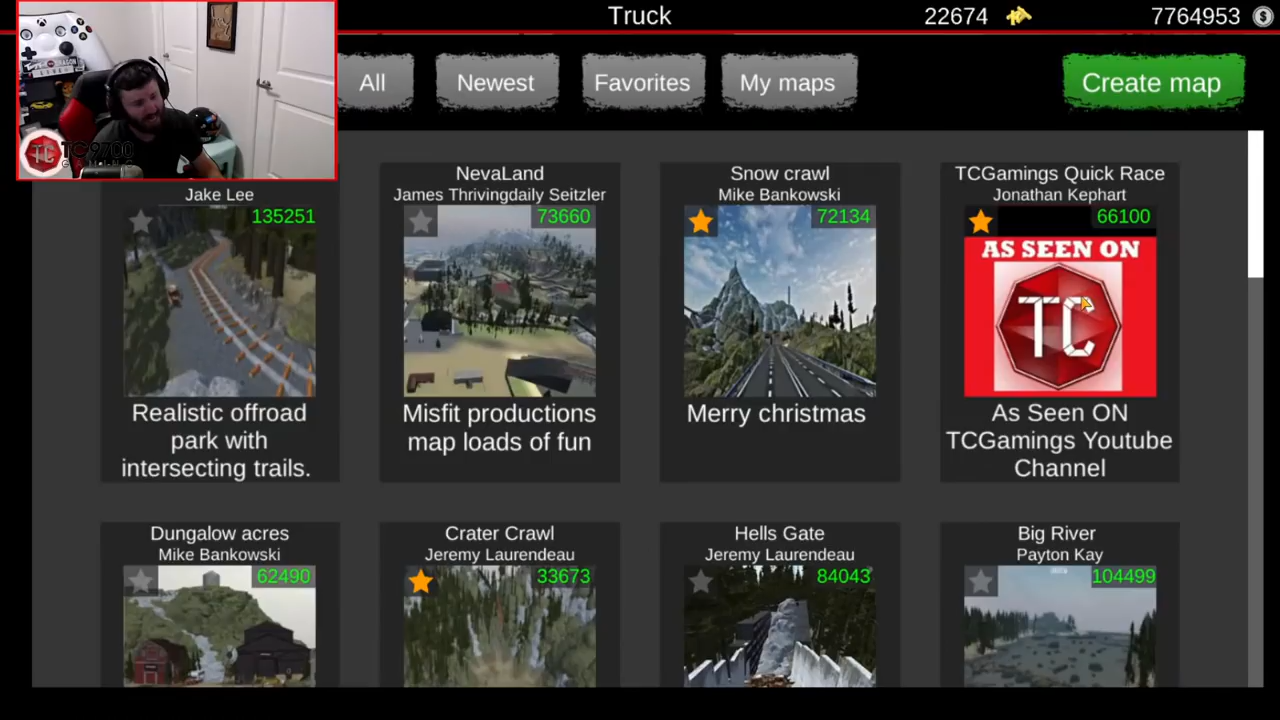 Truck
22674
7764953
All
Newest
Favorites
My maps
Create map
TC9700
GAMING
Jake Lee
135251
Realistic offroad
park with
intersecting trails.
NevaLand
James Thrivingdaily Seitzler
73660
Misfit productions
map loads of fun
Snow crawl
Mike Bankowski
72134
Merry christmas
TCGamings Quick Race
Jonathan Kephart
66100
AS SEEN ON
TC
As Seen ON
TCGamings Youtube
Channel
Dungalow acres
Mike Bankowski
62490
Crater Crawl
Jeremy Laurendeau
33673
Hells Gate
Jeremy Laurendeau
84043
Big River
Payton Kay
104499